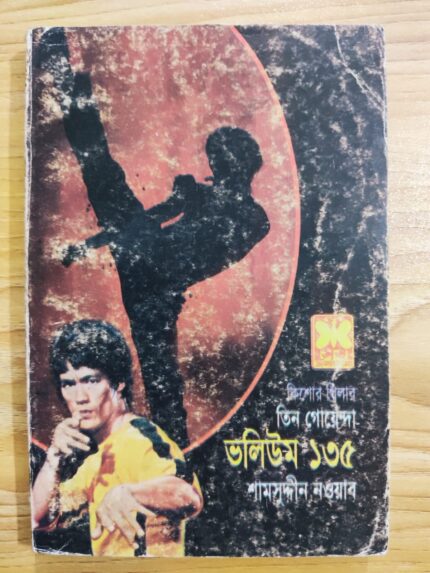 কিশোর থ্রিলার
তিন গোয়েন্দা
ভলিউম ১৩৫
শামসুদ্দীন নওয়াব